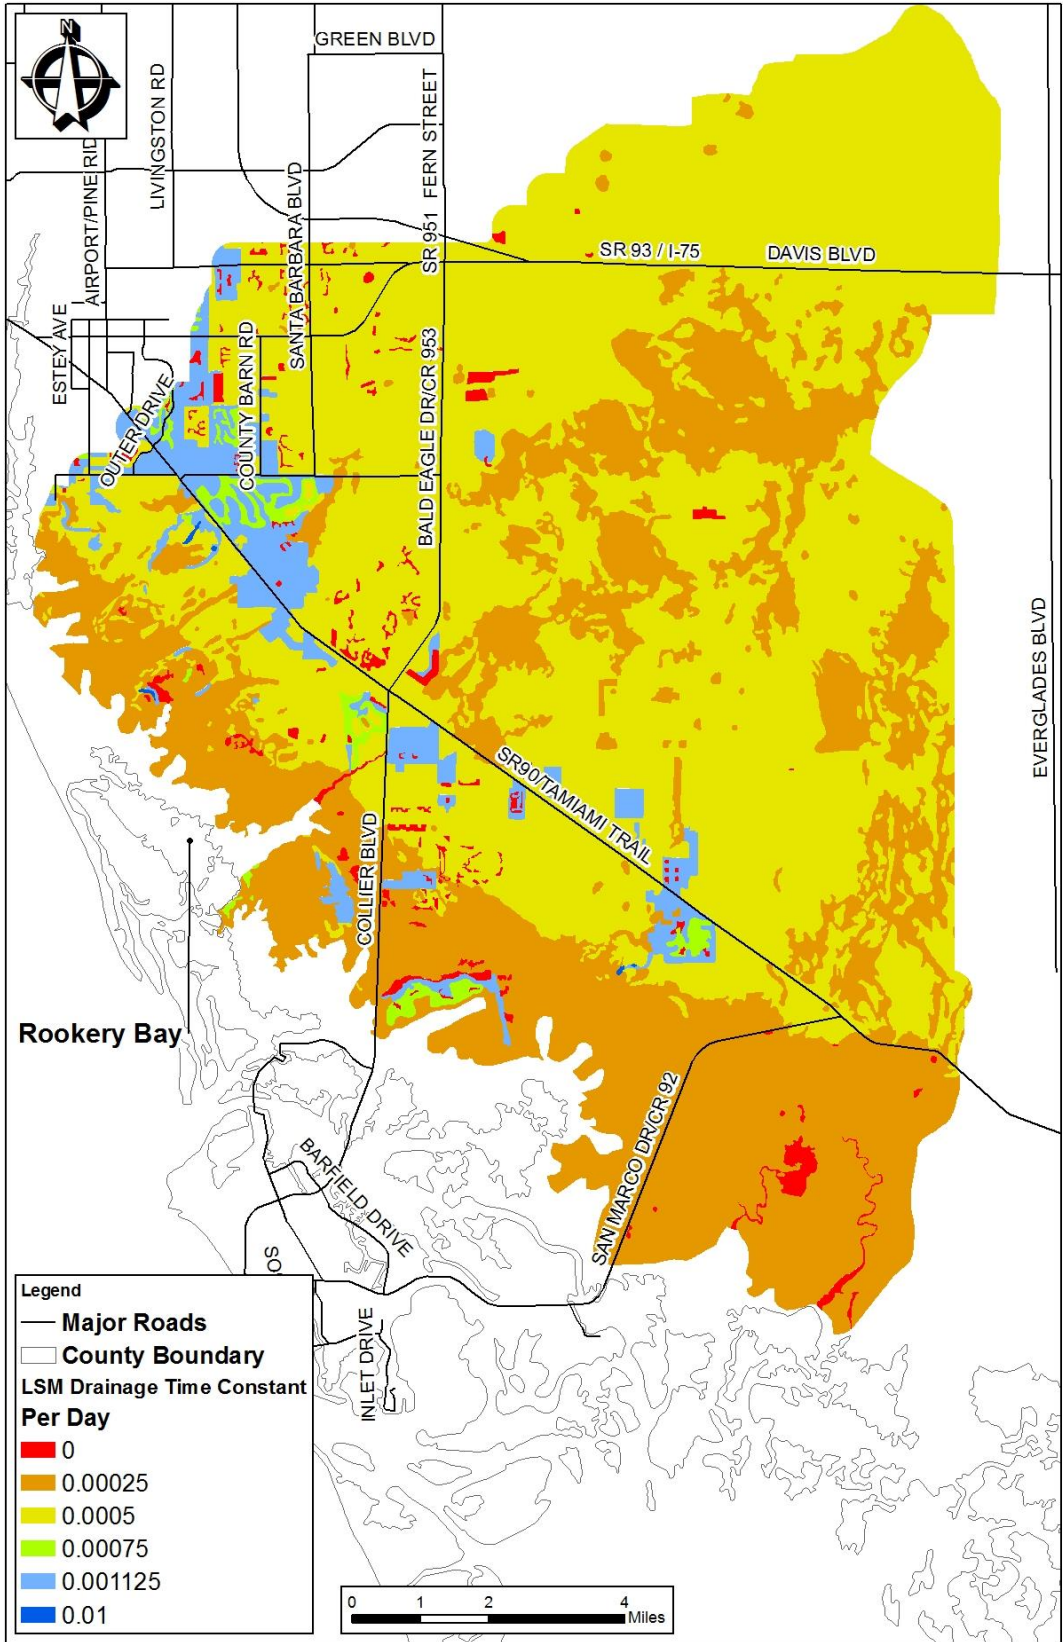 N
GREEN BLVD
LIVINGSTON RD
AIRPORT/PINE RID
SANTA BARBARA BLVD
SR 951 FERN STREET
SR 93 / I-75
DAVIS BLVD
ESTEY AVE
OUTER DRIVE
COUNTY BARN RD
BALD EAGLE DR/CR 953
EVERGLADES BLVD
SR90/TAMIAMI TRAIL
COLLIER BLVD
Rookery Bay
SAN MARCO DR/CR 92
BARFIELD DRIVE
SO
INLET DRIVE
Legend
Major Roads
County Boundary
LSM Drainage Time Constant
Per Day
0
0.00025
0.0005
0.00075
0.001125
0.01
0 1 2 4
Miles